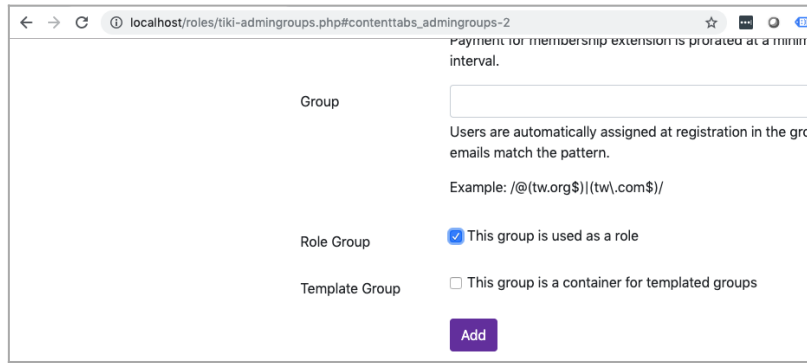 localhost/roles/tiki-admingroups.php#contenttabs_admingroups-2
Payment for membership extension is prorated at a
interval.
Group
Users are automatically assigned at registration in the
emails match the pattern.
Example: /@(tw.org$)|(tw\.com$)/
Role Group
This group is used as a role
Template Group
This group is a container for templated groups
Add